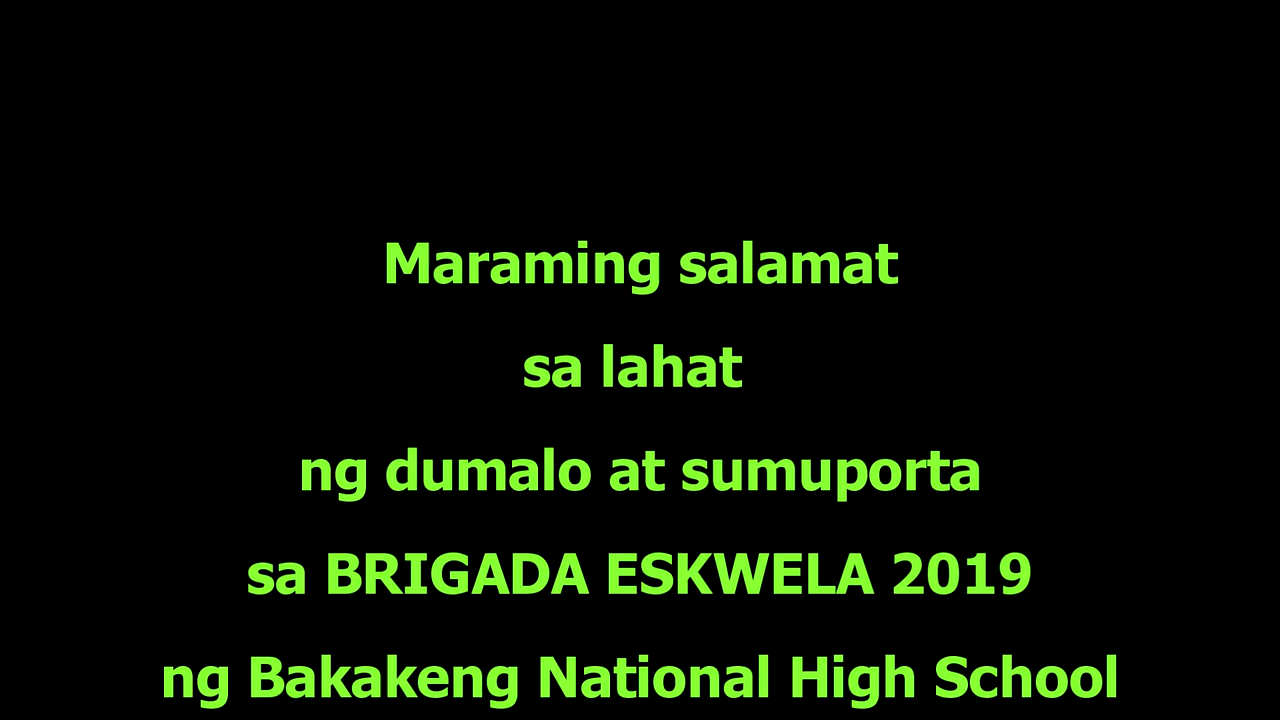 Maraming salamat
sa lahat
ng dumalo at sumuporta
sa BRIGADA ESKWELA 2019
ng Bakakeng National High School